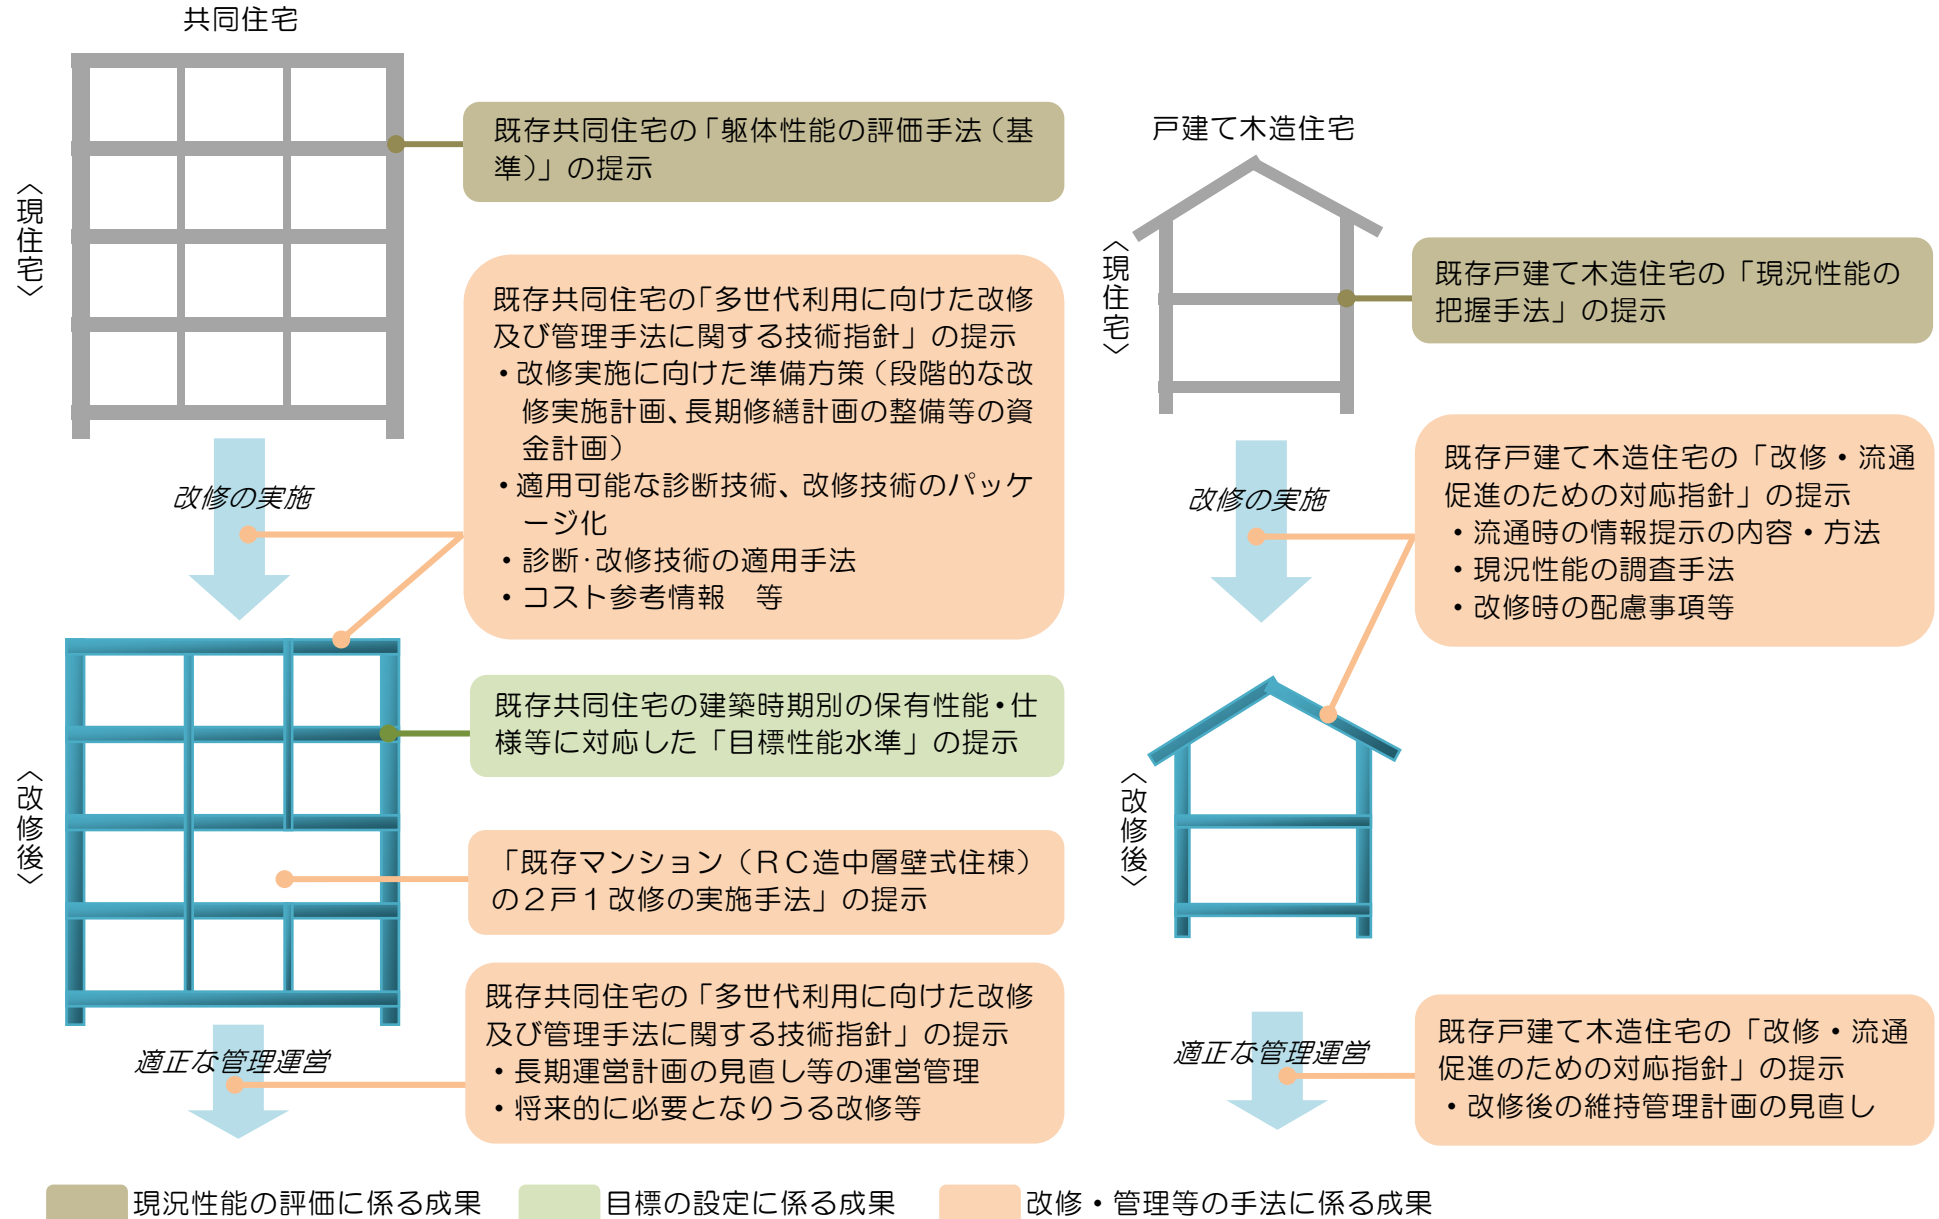 共同住宅
〈現住宅〉
既存共同住宅の「躯体性能の評価手法（基
準）」の提示
既存共同住宅の「多世代利用に向けた改修
及び管理手法に関する技術指針」の提示
・改修実施に向けた準備方策（段階的な改
修実施計画、長期修繕計画の整備等の資
金計画）
・適用可能な診断技術、改修技術のパッケ
ージ化
・診断・改修技術の適用手法
・コスト参考情報　等
改修の実施
〈改修後〉
既存共同住宅の建築時期別の保有性能・仕
様等に対応した「目標性能水準」の提示
「既存マンション（ＲＣ造中層壁式住棟）
の２戸１改修の実施手法」の提示
既存共同住宅の「多世代利用に向けた改修
及び管理手法に関する技術指針」の提示
・長期運営計画の見直し等の運営管理
・将来的に必要となりうる改修等
適正な管理運営
戸建て木造住宅
〈現住宅〉
既存戸建て木造住宅の「現況性能の
把握手法」の提示
改修の実施
既存戸建て木造住宅の「改修・流通
促進のための対応指針」の提示
・流通時の情報提示の内容・方法
・現況性能の調査手法
・改修時の配慮事項等
〈改修後〉
適正な管理運営
既存戸建て木造住宅の「改修・流通
促進のための対応指針」の提示
・改修後の維持管理計画の見直し
現況性能の評価に係る成果
目標の設定に係る成果
改修・管理等の手法に係る成果